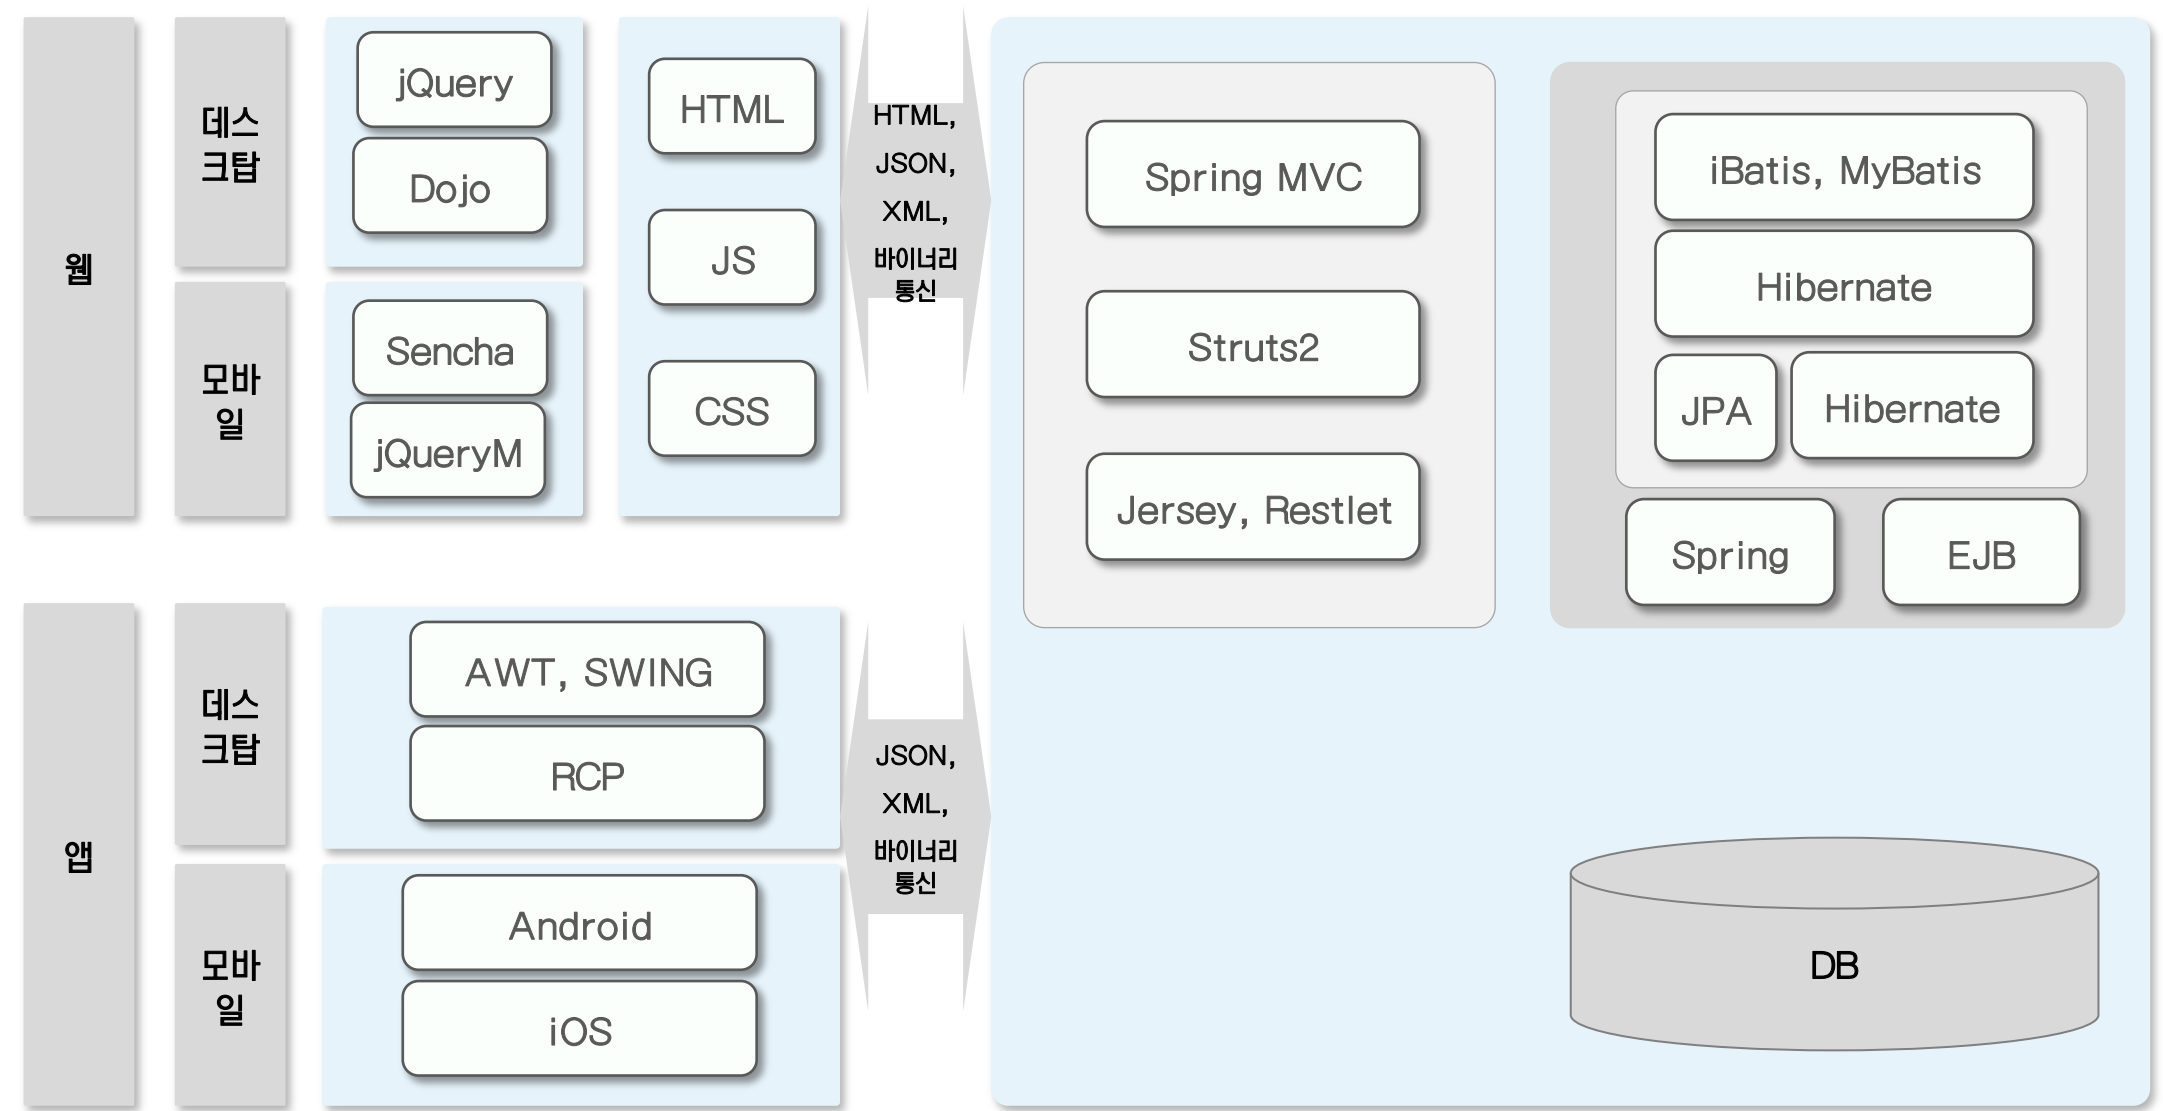 웹
데스
크탑
jQuery
Dojo
모바
일
Sencha
jQueryM
HTML
JS
CSS
HTML,
JSON,
XML,
바이너리
통신
앱
데스
크탑
AWT, SWING
RCP
모바
일
Android
iOS
JSON,
XML,
바이너리
통신
Spring MVC
Struts2
Jersey, Restlet
iBatis, MyBatis
Hibernate
JPA
Hibernate
Spring
EJB
DB